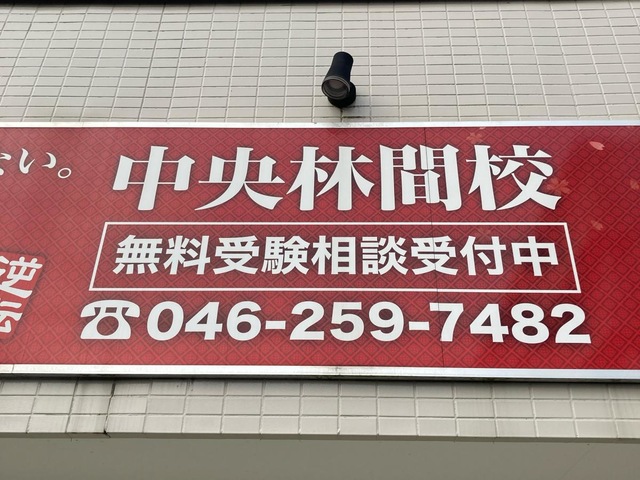 い。
中央林間校
無料受験相談受付中
☎046-259-7482